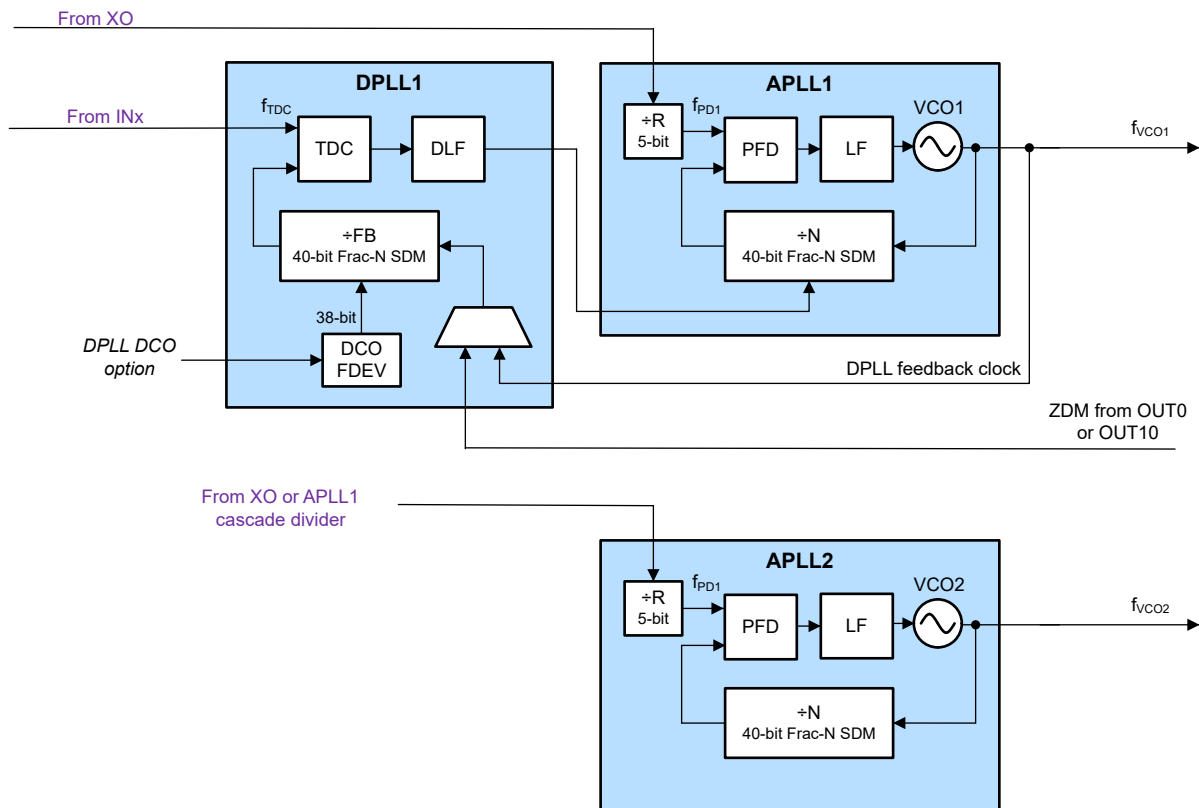 From XO
DPLL1
APLL1
From INx
fTDC
TDC
DLF
÷R
5-bit
fPD1
PFD
LF
VCO1
fVCO1
÷FB
40-bit Frac-N SDM
÷N
40-bit Frac-N SDM
38-bit
DPLL DCO
option
DCO
FDEV
DPLL feedback clock
ZDM from OUT0
or OUT10
From XO or APLL1
cascade divider
APLL2
÷R
5-bit
fPD1
PFD
LF
VCO2
fVCO2
÷N
40-bit Frac-N SDM